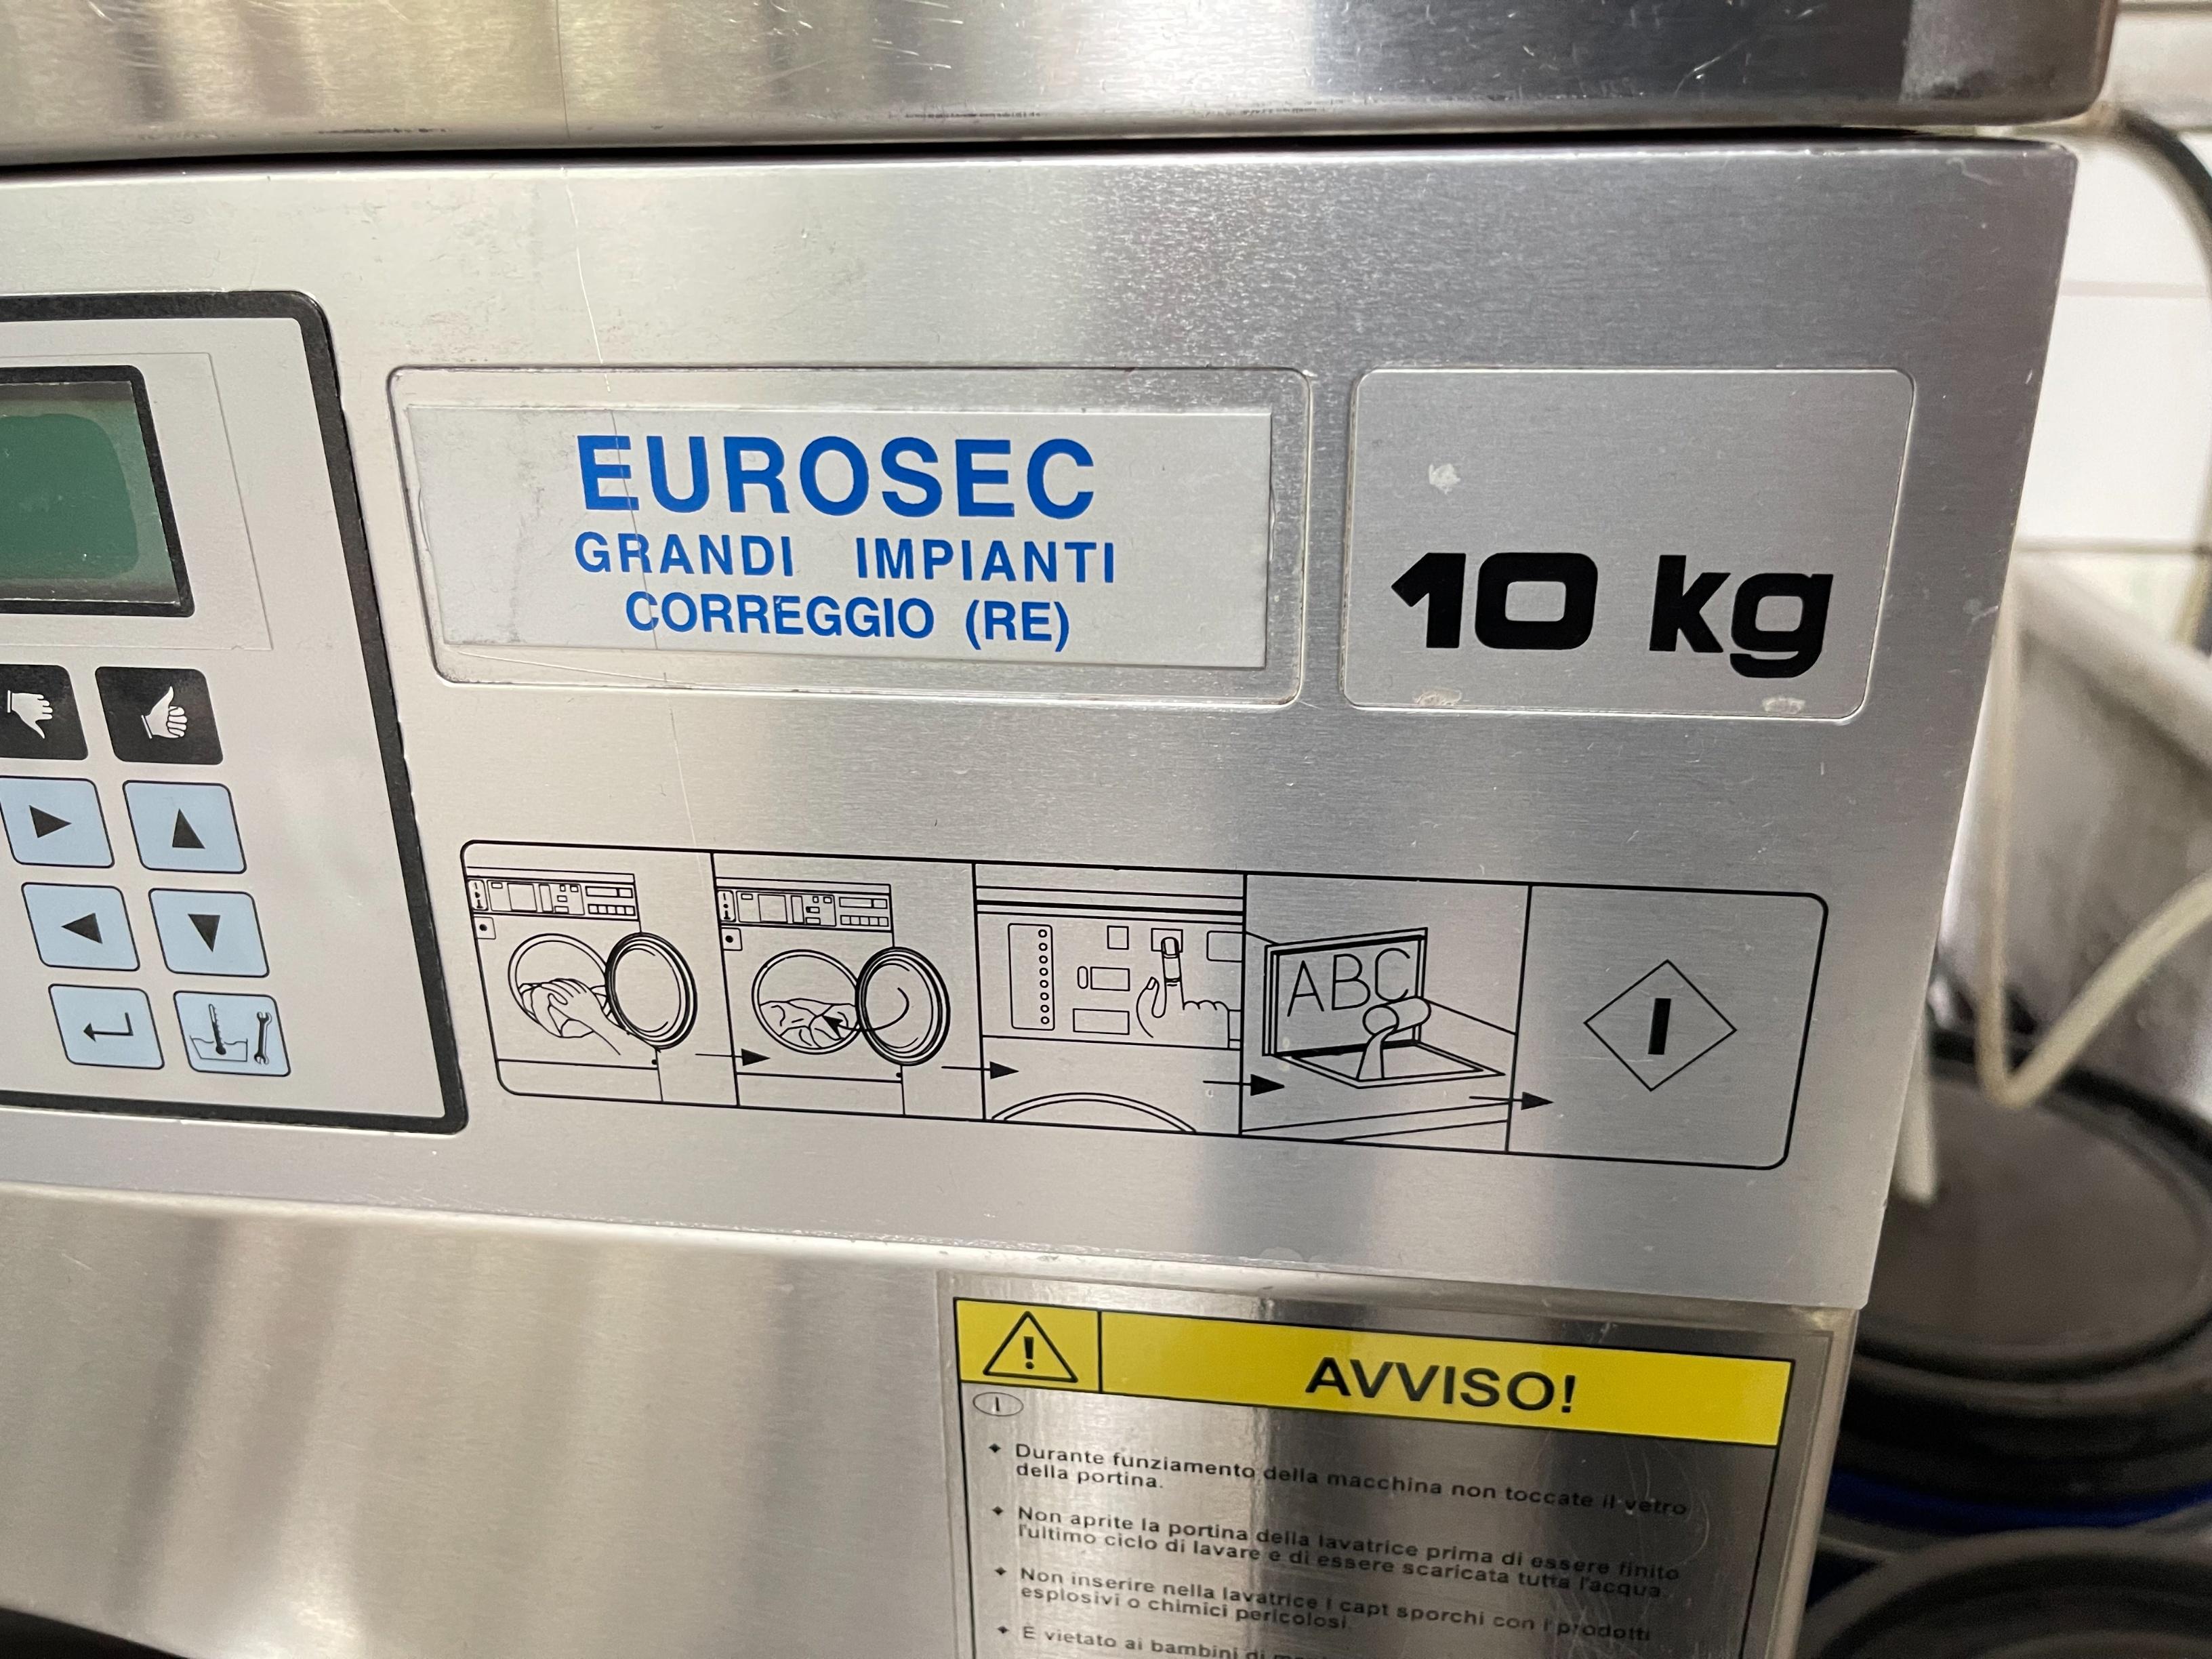 EUROSEC
GRANDI IMPIANTI
CORREGGIO (RE)
10 kg
ABC
I
AVVISO!
I
Durante funziamento della macchina non toccate il vetro
della portina.
Non aprite la portina della lavatrice prima di essere finito
l'ultimo ciclo di lavare e di essere scaricata tutta l'acqua.
Non inserire nella lavatrice i capt sporchi con i prodotti
esplosivi o chimici pericolosi.
È vietato ai bambini di